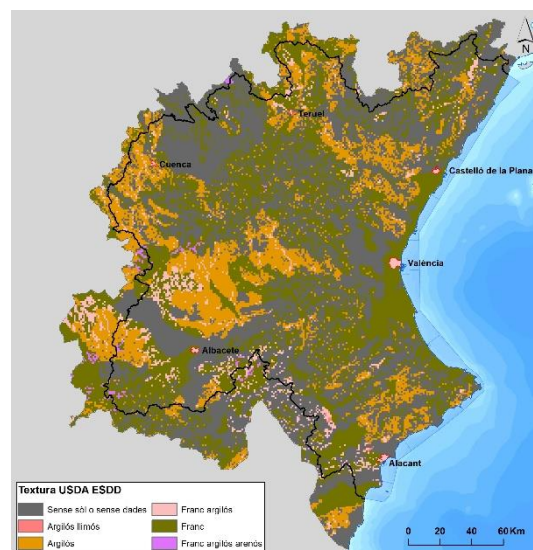 N
Teruel
Cuenca
Castelló de la Plana
València
Albacete
Alacant
Textura USDA ESDD
Sense sòl o sense dades
Franc argilós
Argilós llimós
Franc
Argilós
Franc argilós arenós
0 20 40 60 Km